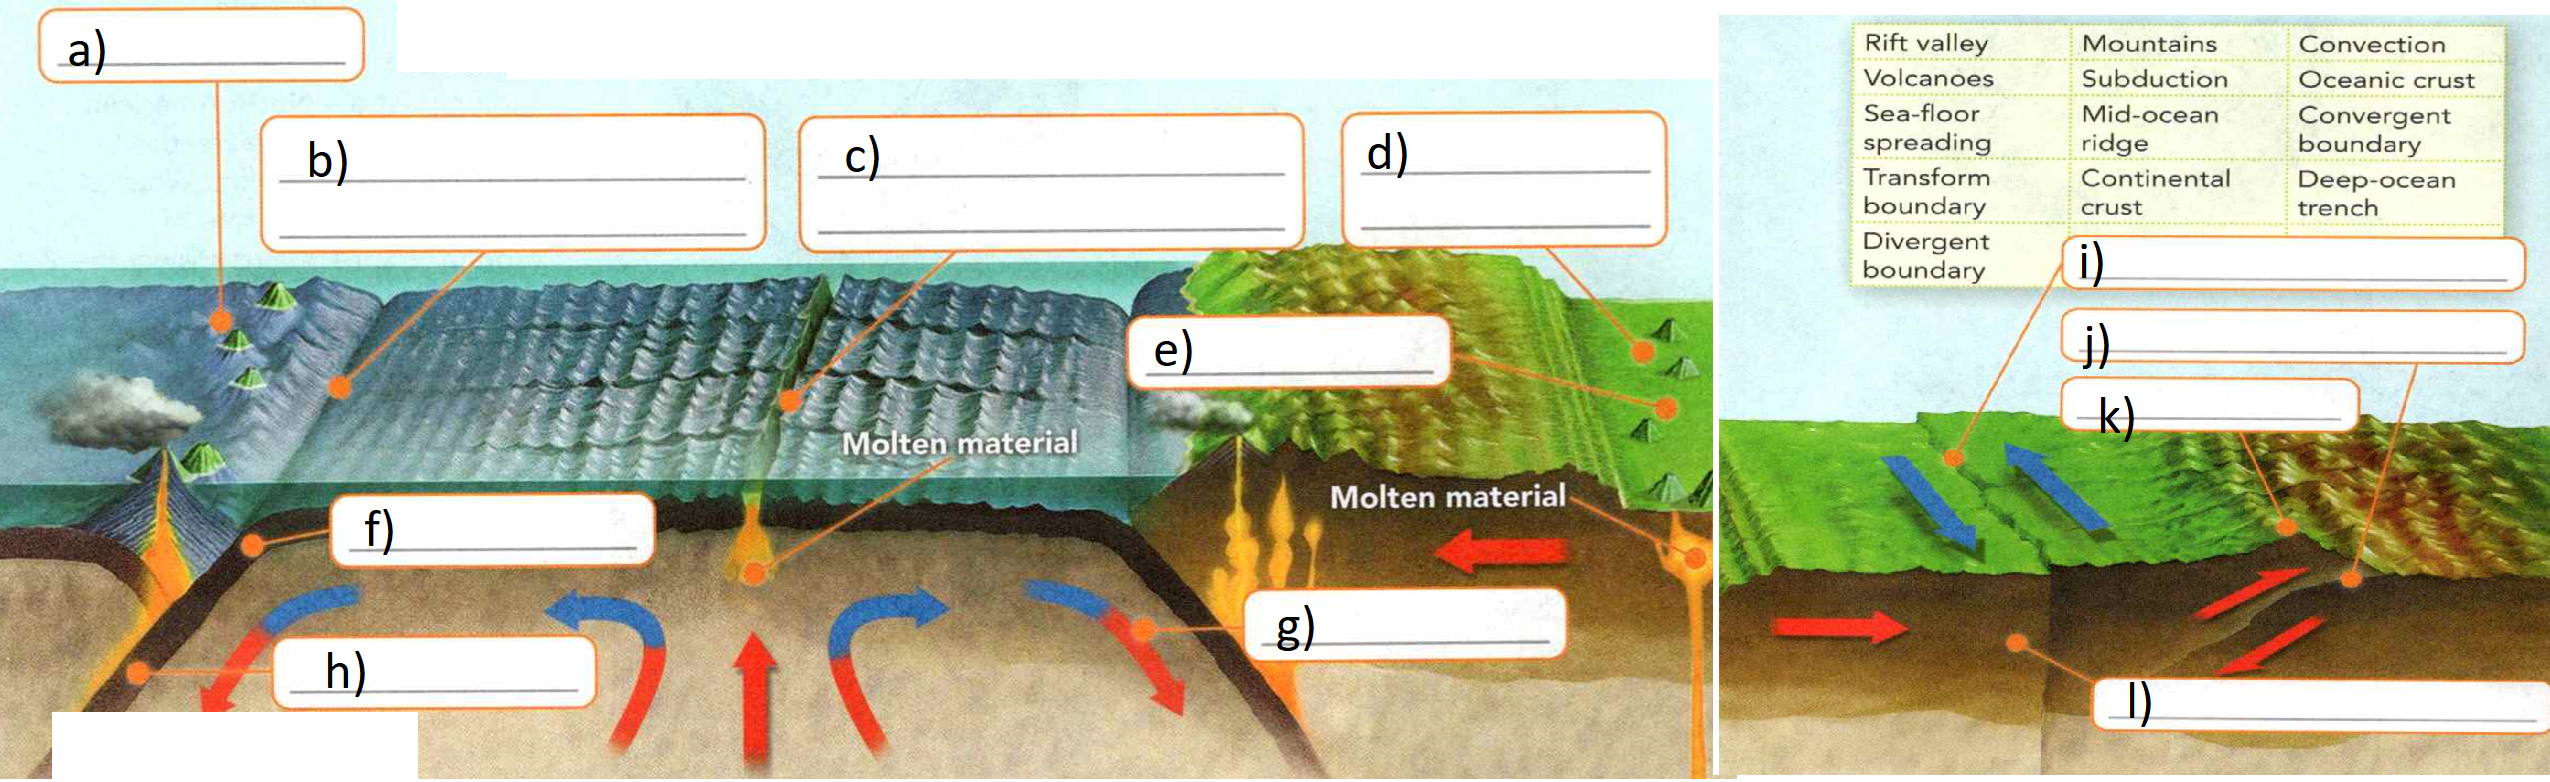 a)
b)
c)
d)
e)
Molten material
Molten material
f)
g)
h)
Rift valley
Mountains
Convection
Volcanoes
Subduction
Oceanic crust
Sea-floor
spreading
Mid-ocean
ridge
Convergent
boundary
Transform
boundary
Continental
crust
Deep-ocean
trench
Divergent
boundary
i)
j)
k)
l)